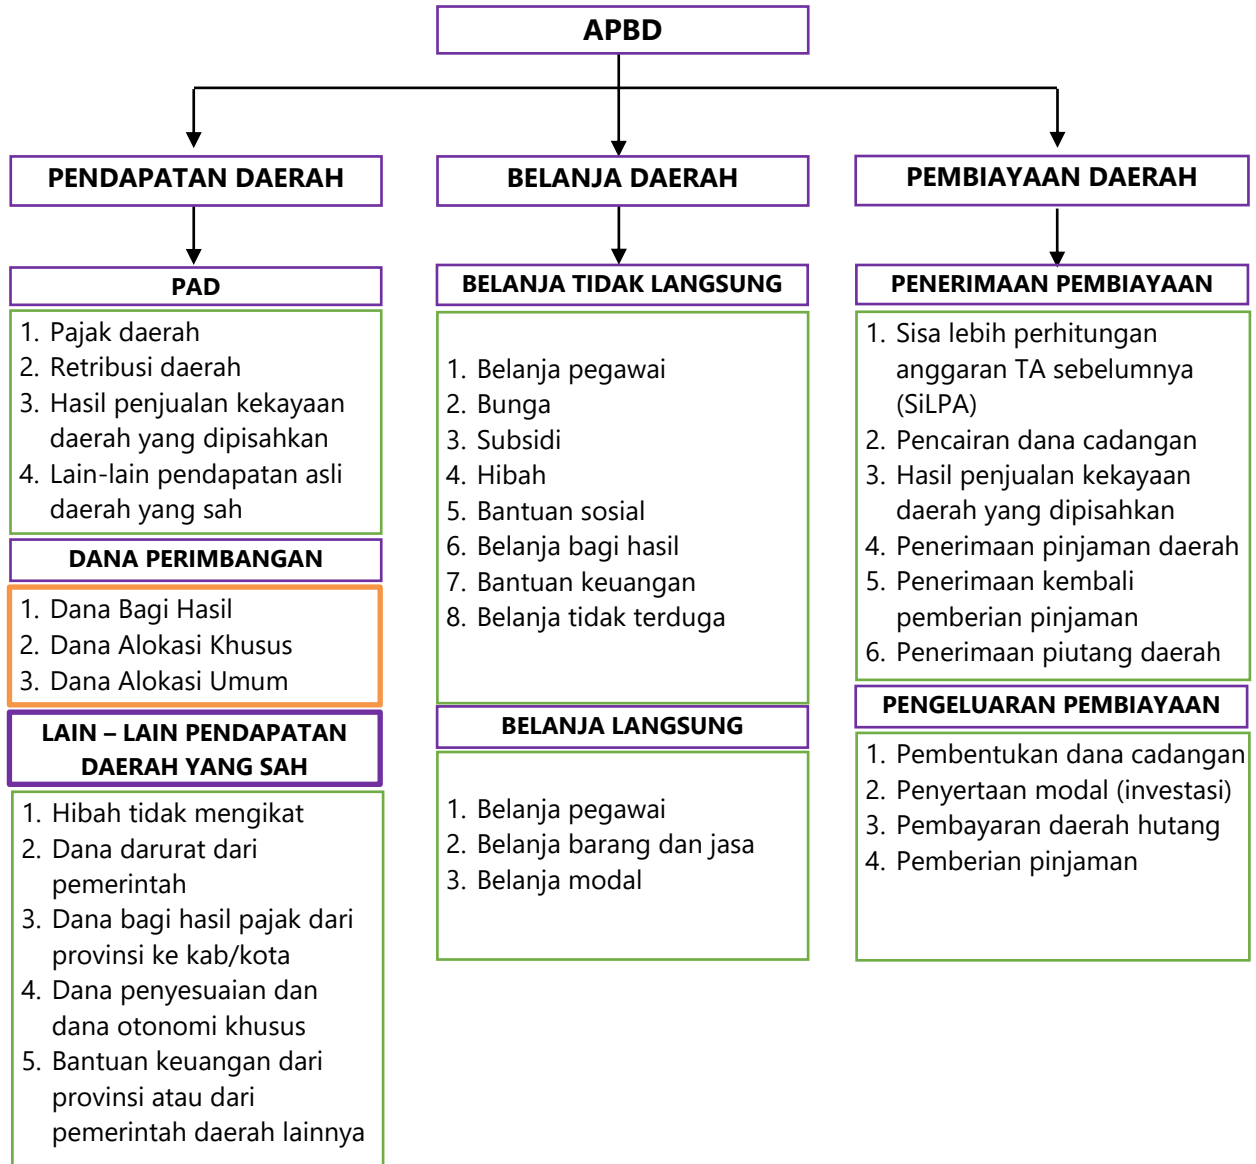 APBD
PENDAPATAN DAERAH
PAD
1. Pajak daerah
2. Retribusi daerah
3. Hasil penjualan kekayaan
daerah yang dipisahkan
4. Lain-lain pendapatan asli
daerah yang sah
DANA PERIMBANGAN
1. Dana Bagi Hasil
2. Dana Alokasi Khusus
3. Dana Alokasi Umum
LAIN – LAIN PENDAPATAN
DAERAH YANG SAH
1. Hibah tidak mengikat
2. Dana darurat dari
pemerintah
3. Dana bagi hasil pajak dari
provinsi ke kab/kota
4. Dana penyesuaian dan
dana otonomi khusus
5. Bantuan keuangan dari
provinsi atau dari
pemerintah daerah lainnya
BELANJA DAERAH
BELANJA TIDAK LANGSUNG
1. Belanja pegawai
2. Bunga
3. Subsidi
4. Hibah
5. Bantuan sosial
6. Belanja bagi hasil
7. Bantuan keuangan
8. Belanja tidak terduga
BELANJA LANGSUNG
1. Belanja pegawai
2. Belanja barang dan jasa
3. Belanja modal
PEMBIAYAAN DAERAH
PENERIMAAN PEMBIAYAAN
1. Sisa lebih perhitungan
anggaran TA sebelumnya
(SiLPA)
2. Pencairan dana cadangan
3. Hasil penjualan kekayaan
daerah yang dipisahkan
4. Penerimaan pinjaman daerah
5. Penerimaan kembali
pemberian pinjaman
6. Penerimaan piutang daerah
PENGELUARAN PEMBIAYAAN
1. Pembentukan dana cadangan
2. Penyertaan modal (investasi)
3. Pembayaran daerah hutang
4. Pemberian pinjaman